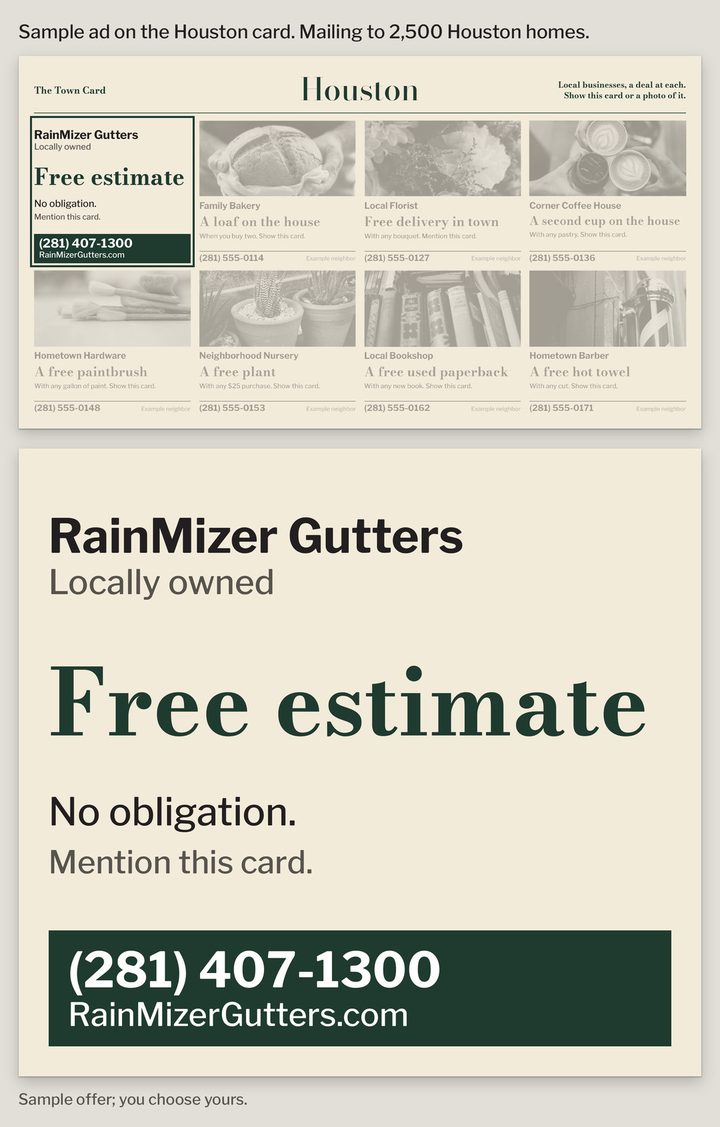 Sample ad on the Houston card. Mailing to 2,500 Houston homes.
The Town Card
Houston
Local businesses, a deal at each.
Show this card or a photo of it.
RainMizer Gutters
Locally owned
Free estimate
No obligation.
Mention this card.
(281) 407-1300
RainMizerGutters.com
Family Bakery
A loaf on the house
When you buy two. Show this card.
(281) 555-0114
Example neighbor
Local Florist
Free delivery in town
With any bouquet. Mention this card.
(281) 555-0127
Example neighbor
Corner Coffee House
A second cup on the house
With any pastry. Show this card.
(281) 555-0136
Example neighbor
Hometown Hardware
A free paintbrush
With any gallon of paint. Show this card.
(281) 555-0148
Example neighbor
Neighborhood Nursery
A free plant
With any $25 purchase. Show this card.
(281) 555-0153
Example neighbor
Local Bookshop
A free used paperback
With any new book. Show this card.
(281) 555-0162
Example neighbor
Hometown Barber
A free hot towel
With any cut. Show this card.
(281) 555-0171
Example neighbor
RainMizer Gutters
Locally owned
Free estimate
No obligation.
Mention this card.
(281) 407-1300
RainMizerGutters.com
Sample offer; you choose yours.